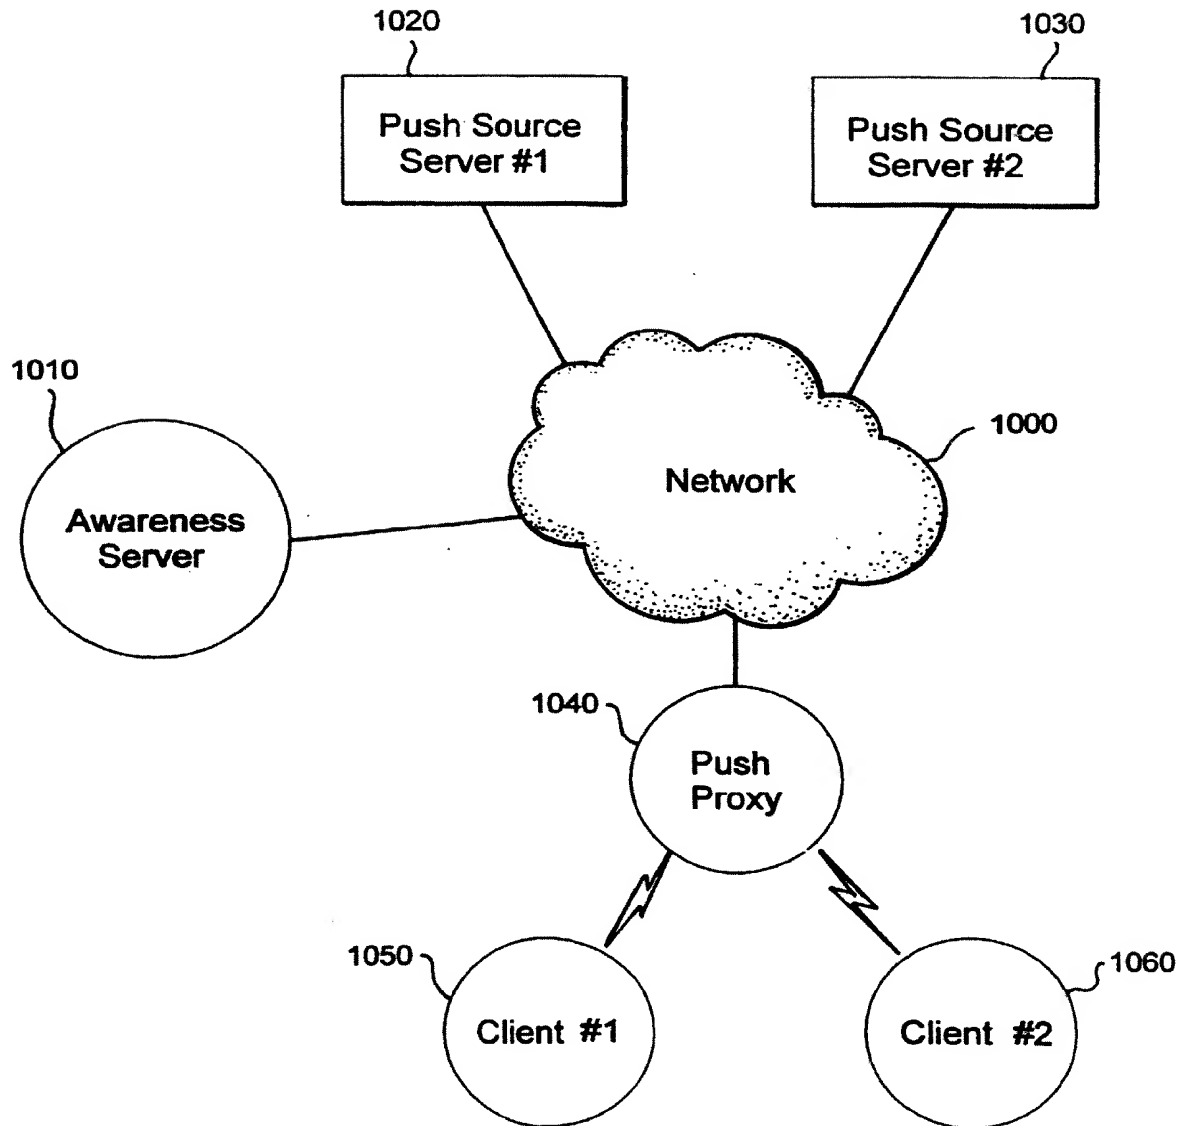 1020
1030
Push Source
Server #1
Push Source
Server #2
1010
1000
Network
Awareness
Server
1040
Push
Proxy
1050
1060
Client #1
Client #2